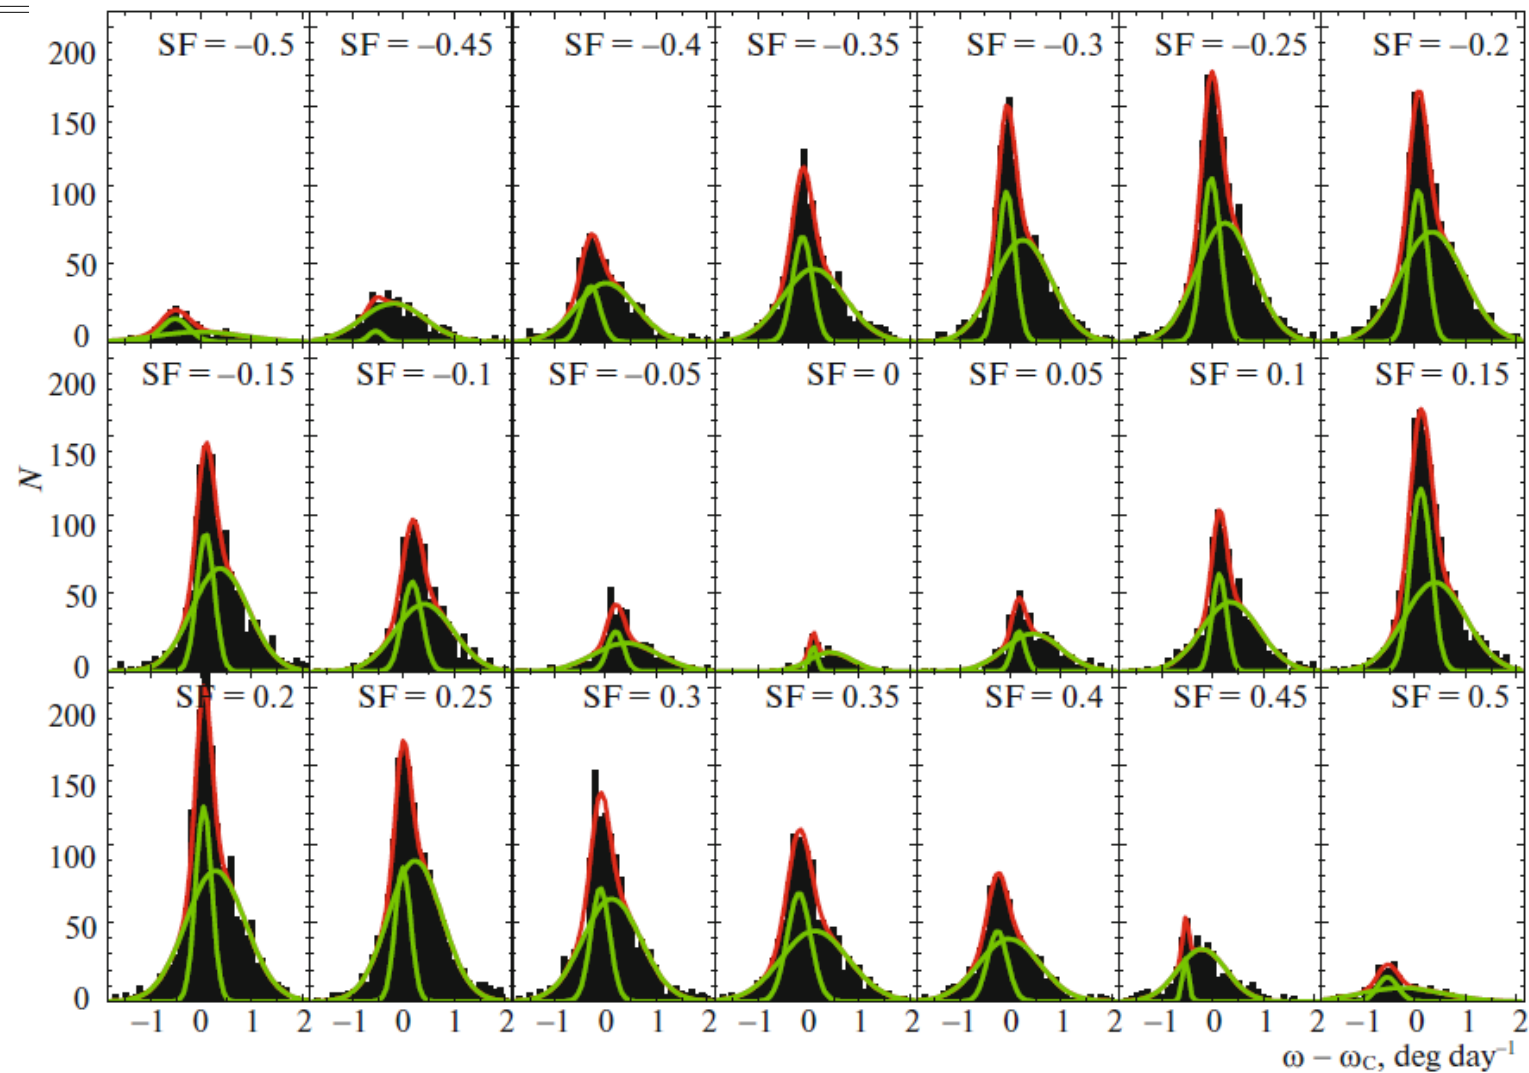 SF = –0.5 SF = –0.45 SF = –0.4 SF = –0.35 SF = –0.3 SF = –0.25 SF = –0.2
200
150
100
50
0
SF = –0.15 SF = –0.1 SF = –0.05 SF = 0 SF = 0.05 SF = 0.1 SF = 0.15
200
150
N
100
50
0
SF = 0.2 SF = 0.25 SF = 0.3 SF = 0.35 SF = 0.4 SF = 0.45 SF = 0.5
200
150
100
50
0
–1 0 1 2 –1 0 1 2 –1 0 1 2 –1 0 1 2 –1 0 1 2 –1 0 1 2 –1 0 1 2
ω – ωC, deg day–1